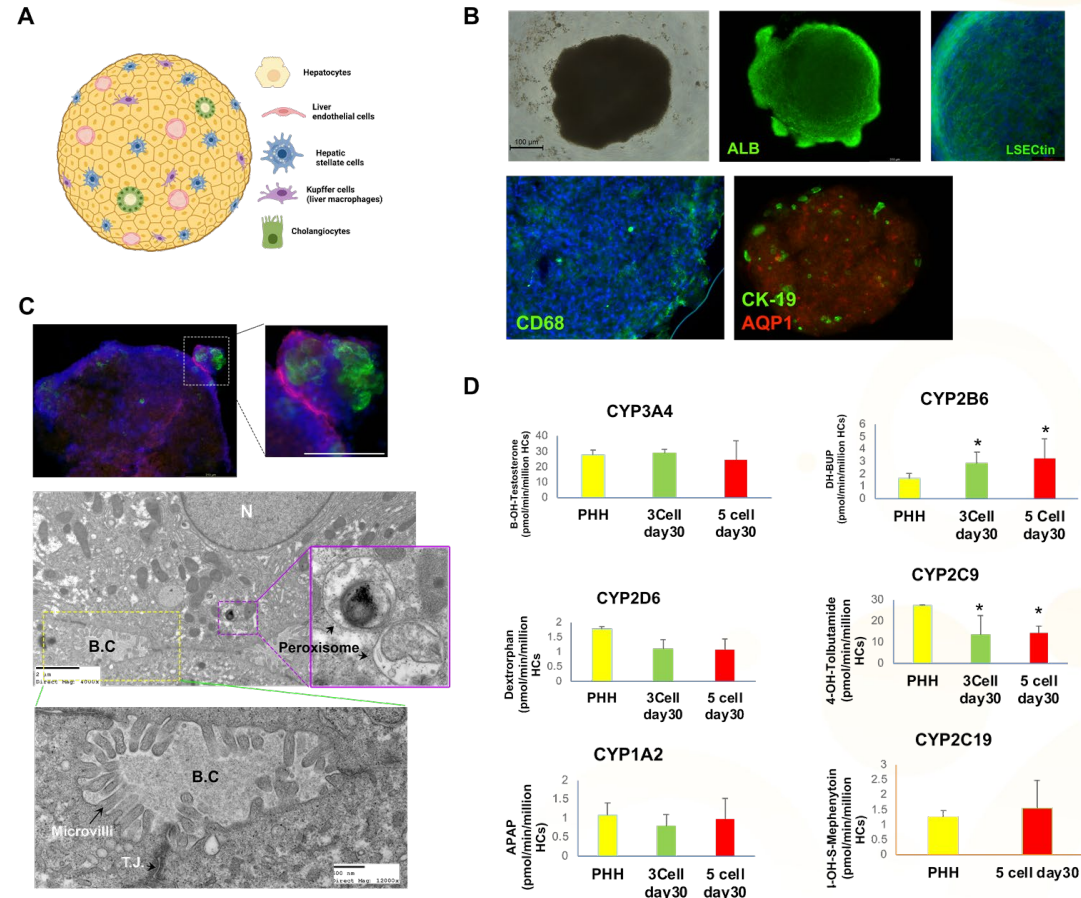 A
Hepatocytes
Liver
endothelial cells
Hepatic
stellate cells
Kupffer cells
(liver macrophages)
Cholangiocytes
B
100 µm
ALB
LSECtin
CD68
CK-19
AQP1
C
N
Peroxisome
B.C
2 µm
Direct Mag: 4000x
B.C
Microvilli
T.J.
500 nm
Direct Mag: 12000x
D
CYP3A4
B-OH-Testosterone
(pmol/min/million HCs)
40
30
20
10
0
PHH
3Cell
day30
5 cell
day30
CYP2B6
DH-BUP
(pmol/min/million HCs)
6
5
4
3
2
1
0
*
*
PHH
3Cell
day30
5 Cell
day30
CYP2D6
Dextrorphan
(pmol/min/million
HCs
2
1.5
1
0.5
0
PHH
3Cell
day30
5 cell
day30
CYP2C9
4-OH-Tolbutamide
(pmol/min/million
HCs)
30
20
10
0
*
*
PHH
3Cell
day30
5 cell
day30
CYP1A2
APAP
(pmol/min/million
HCs)
2
1.5
1
0.5
0
PHH
3Cell
day30
5 cell
day30
CYP2C19
l-OH-S-Mephenytoin
(pmol/min/million
HCs)
3
2.5
2
1.5
1
0.5
0
PHH
5 cell day30